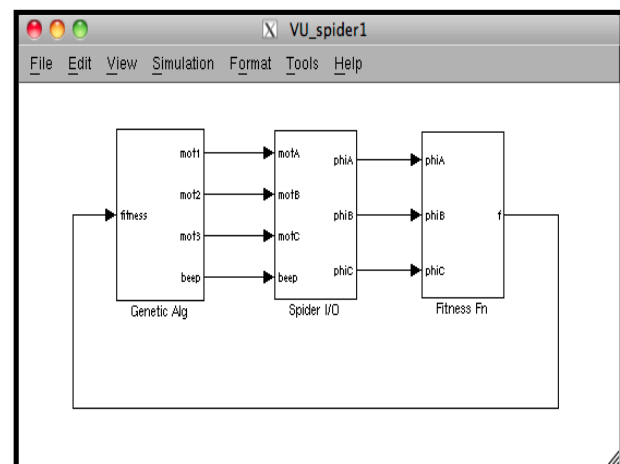 X VU_spider1
File Edit View Simulation Format Tools Help
mot1
mot2
mot3
beep
fitness
Genetic Alg
motA
motB
motC
beep
phiA
phiB
phiC
Spider I/O
phiA
phiB
phiC
f
Fitness Fn